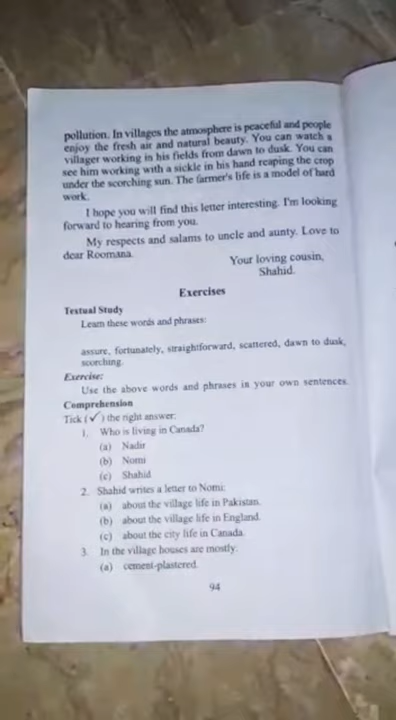 pollution. In villages the atmosphere is peaceful and people
enjoy the fresh air and natural beauty. You can watch a
villager working in his fields from dawn to dusk. You can
see him working with a sickle in his hand reaping the crop
under the scorching sun. The farmer's life is a model of hard
work.
I hope you will find this letter interesting. I'm looking
forward to hearing from you.
My respects and salams to uncle and aunty. Love to
dear Roomana.
Your loving cousin,
Shahid.
Exercises
Textual Study
Learn these words and phrases:
assure, fortunately, straightforward, scattered, dawn to dusk,
scorching.
Exercise:
Use the above words and phrases in your own sentences.
Comprehension
Tick (✓) the right answer:
1. Who is living in Canada?
(a) Nadir
(b) Nomi
(c) Shahid
2. Shahid writes a letter to Nomi:
(a) about the village life in Pakistan.
(b) about the village life in England.
(c) about the city life in Canada.
3. In the village houses are mostly:
(a) cement-plastered.
94